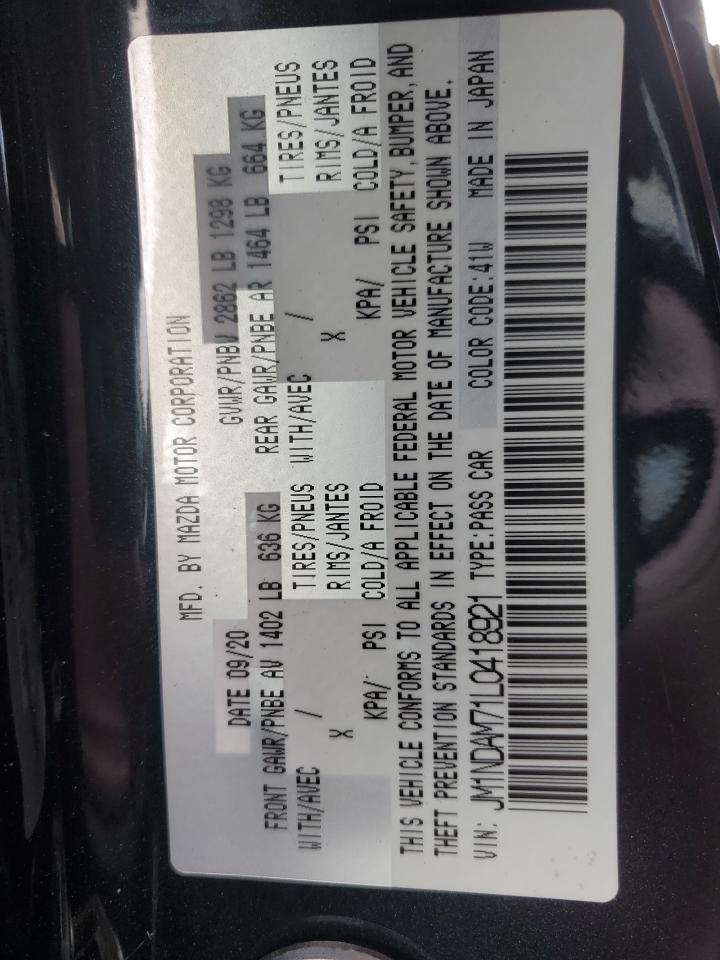 MFD. BY MAZDA MOTOR CORPORATION
DATE 09/20 GVWR/PNBV 2862 LB 1298 KG
FRONT GAWR/PNBE AV 1402 LB 636 KG REAR GAWR/PNBE AR 1464 LB 664 KG
WITH/AVEC / TIRES/PNEUS WITH/AVEC / TIRES/PNEUS
X RIMS/JANTES X RIMS/JANTES
KPA/ PSI COLD/A FROID KPA/ PSI COLD/A FROID
THIS VEHICLE CONFORMS TO ALL APPLICABLE FEDERAL MOTOR VEHICLE SAFETY, BUMPER, AND
THEFT PREVENTION STANDARDS IN EFFECT ON THE DATE OF MANUFACTURE SHOWN ABOVE.
VIN: JM1NDAM71L0418921 TYPE:PASS CAR COLOR CODE:41W MADE IN JAPAN